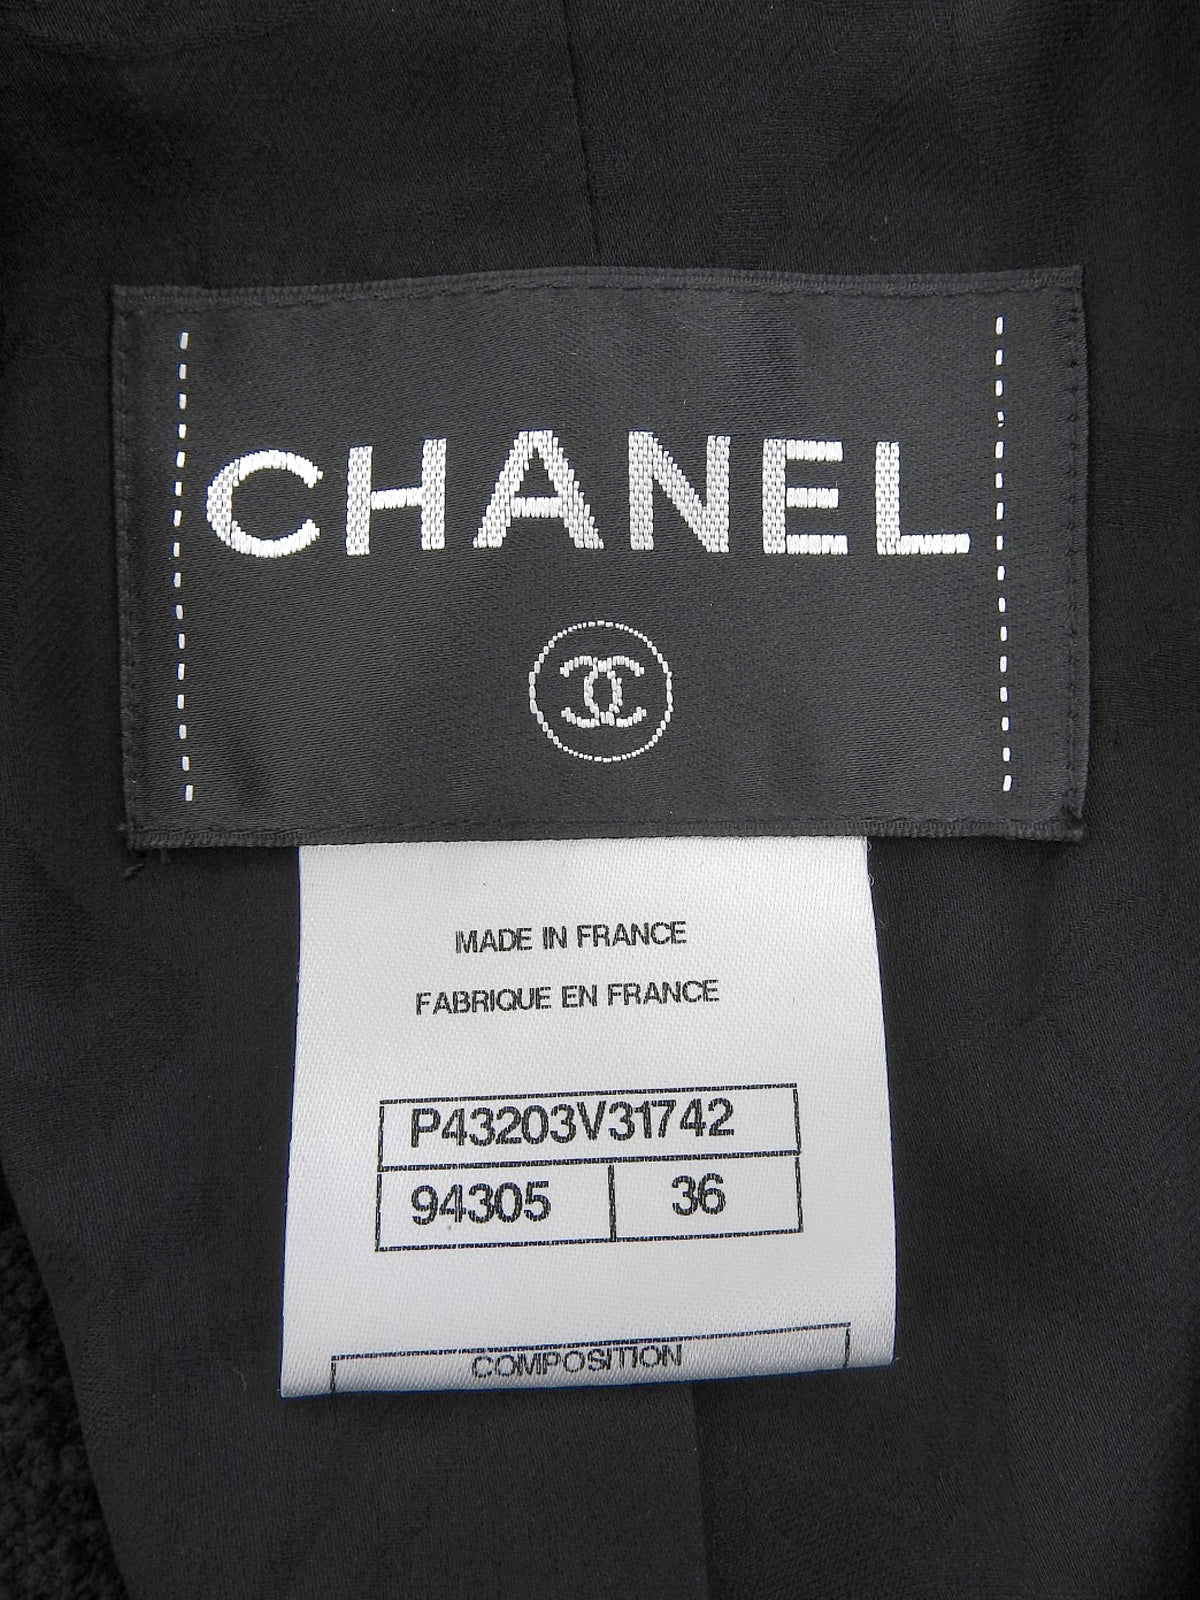 CHANEL
MADE IN FRANCE
FABRIQUE EN FRANCE
P43203V31742
94305 36
COMPOSITION